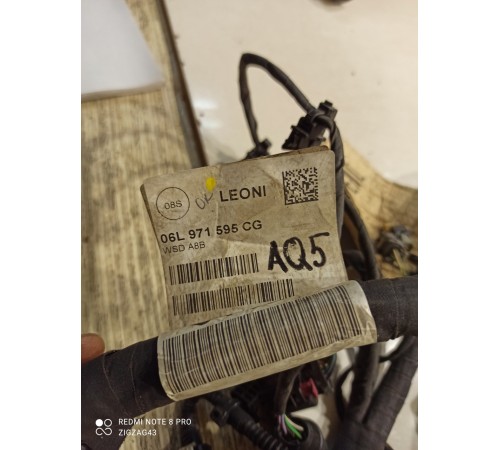 08S
LEONI
06L 971 595 CG
WSD A8B
AQ5
REDMI NOTE 8 PRO
ZIGZAG43